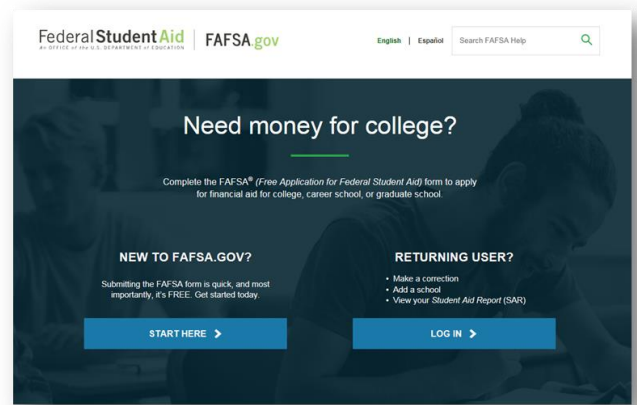 Federal Student Aid
An OFFICE of the U.S. DEPARTMENT of EDUCATION
FAFSA.gov
English | Español
Search FAFSA Help
Need money for college?
Complete the FAFSA® (Free Application for Federal Student Aid) form to apply
for financial aid for college, career school, or graduate school.
NEW TO FAFSA.GOV?
Submitting the FAFSA form is quick, and most
importantly, it's FREE. Get started today.
START HERE
RETURNING USER?
• Make a correction
• Add a school
• View your Student Aid Report (SAR)
LOG IN